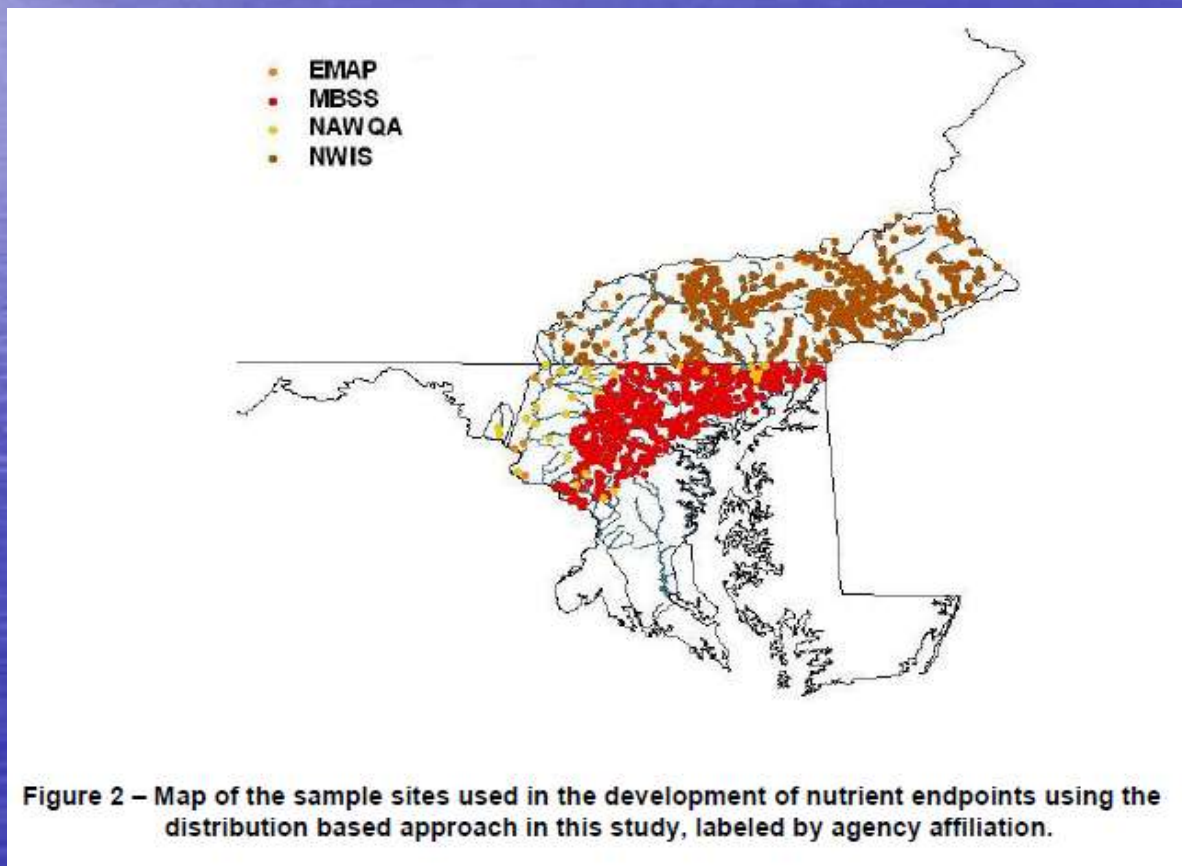 EMAP
MBSS
NAWQA
NWIS
Figure 2 – Map of the sample sites used in the development of nutrient endpoints using the
distribution based approach in this study, labeled by agency affiliation.